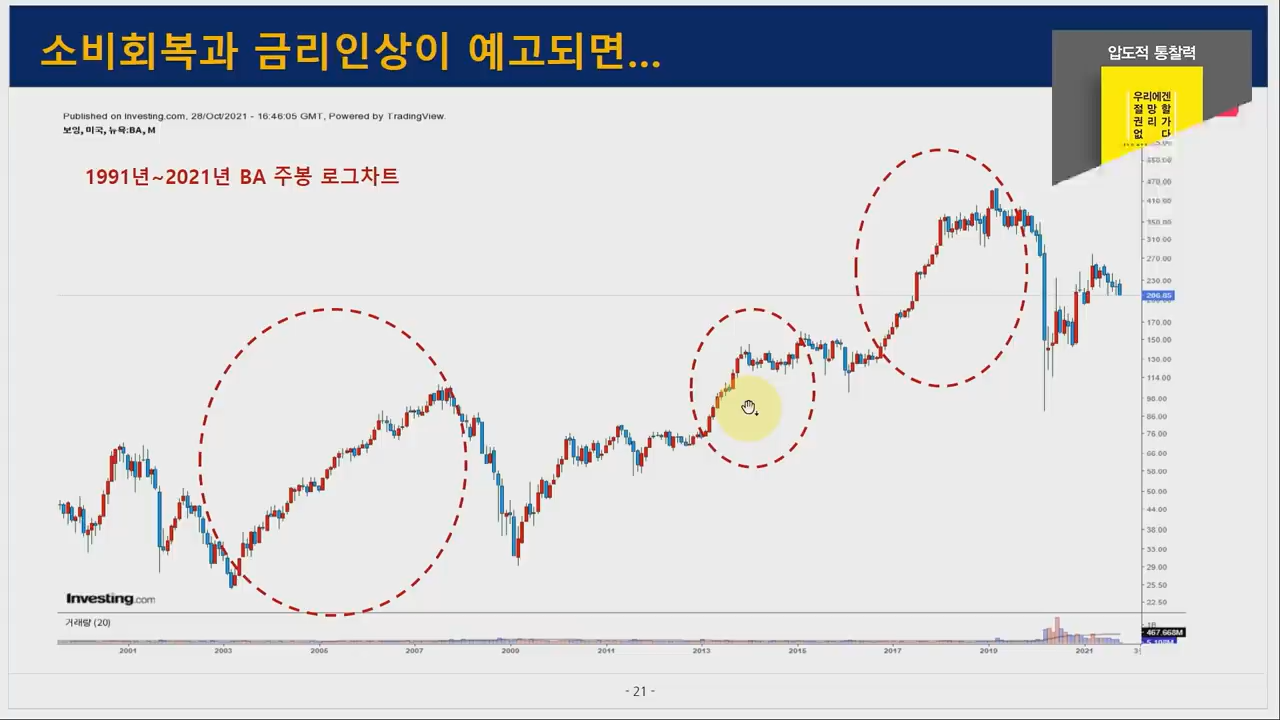 소비회복과 금리인상이 예고되면...
압도적 통찰력
우리에겐
절망할
권리가
없다
Published on Investing.com, 28/Oct/2021 - 16:46:05 GMT, Powered by TradingView.
보잉, 미국, 뉴욕:BA, M
1991년~2021년 BA 주봉 로그차트
470.00
410.00
310.00
270.00
230.00
206.85
170.00
150.00
130.00
114.00
98.00
86.00
76.00
66.00
58.00
50.00
44.00
38.00
33.00
29.00
25.50
22.50
Investing.com
거래량 (20)
1B
467.668M
2001
2003
2005
2007
2009
2011
2013
2015
2017
2019
2021
- 21 -